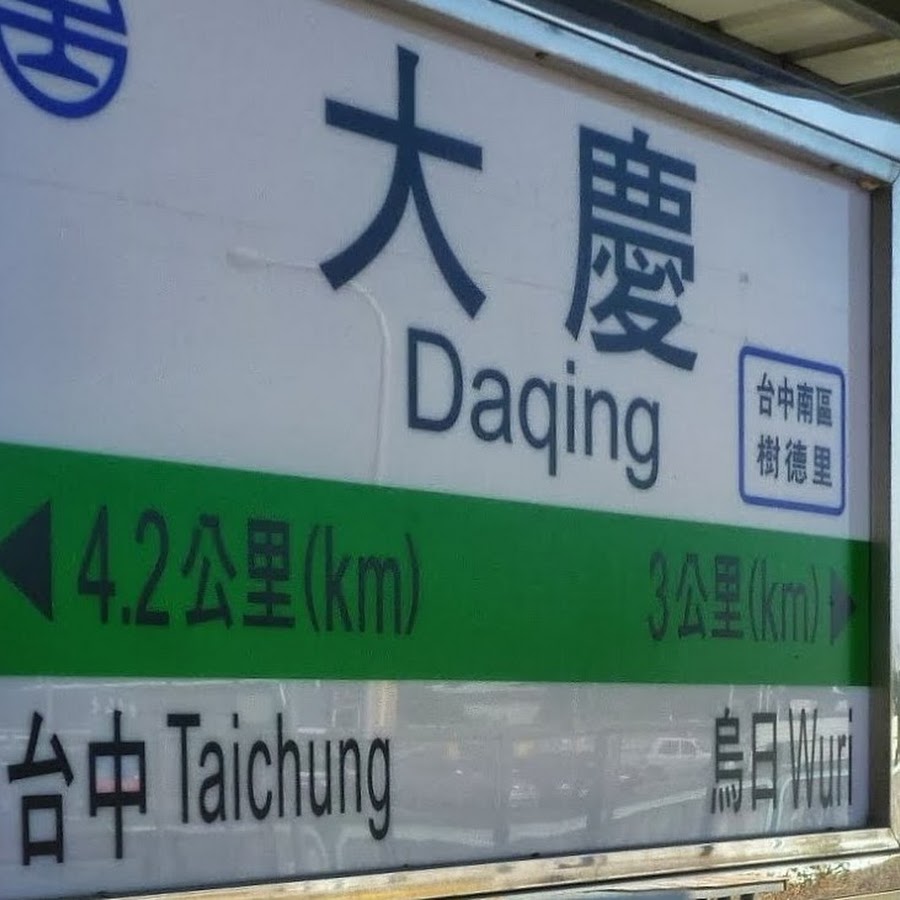 大慶
Daqing
台中南區
樹德里
4.2公里(km)
3公里(km)
台中 Taichung
烏日 Wuri